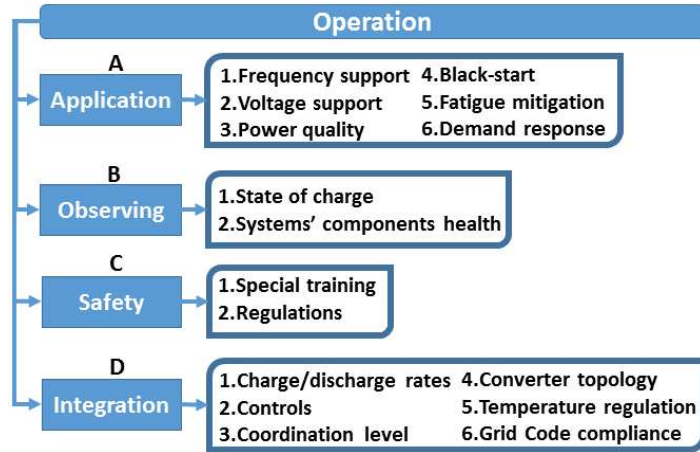 Operation
A
Application
1.Frequency support
2.Voltage support
3.Power quality
4.Black-start
5.Fatigue mitigation
6.Demand response
B
Observing
1.State of charge
2.Systems’ components health
C
Safety
1.Special training
2.Regulations
D
Integration
1.Charge/discharge rates
2.Controls
3.Coordination level
4.Converter topology
5.Temperature regulation
6.Grid Code compliance